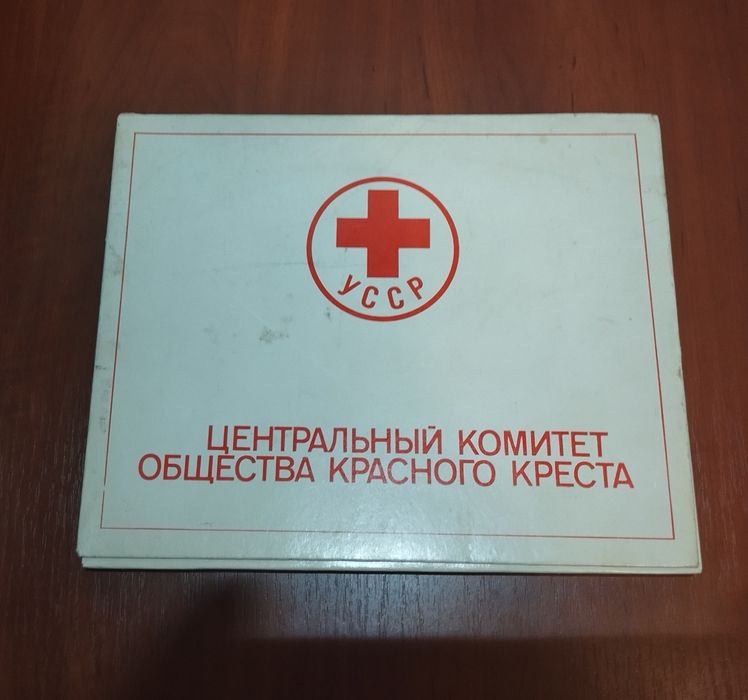 УССР
ЦЕНТРАЛЬНЫЙ КОМИТЕТ
ОБЩЕСТВА КРАСНОГО КРЕСТА